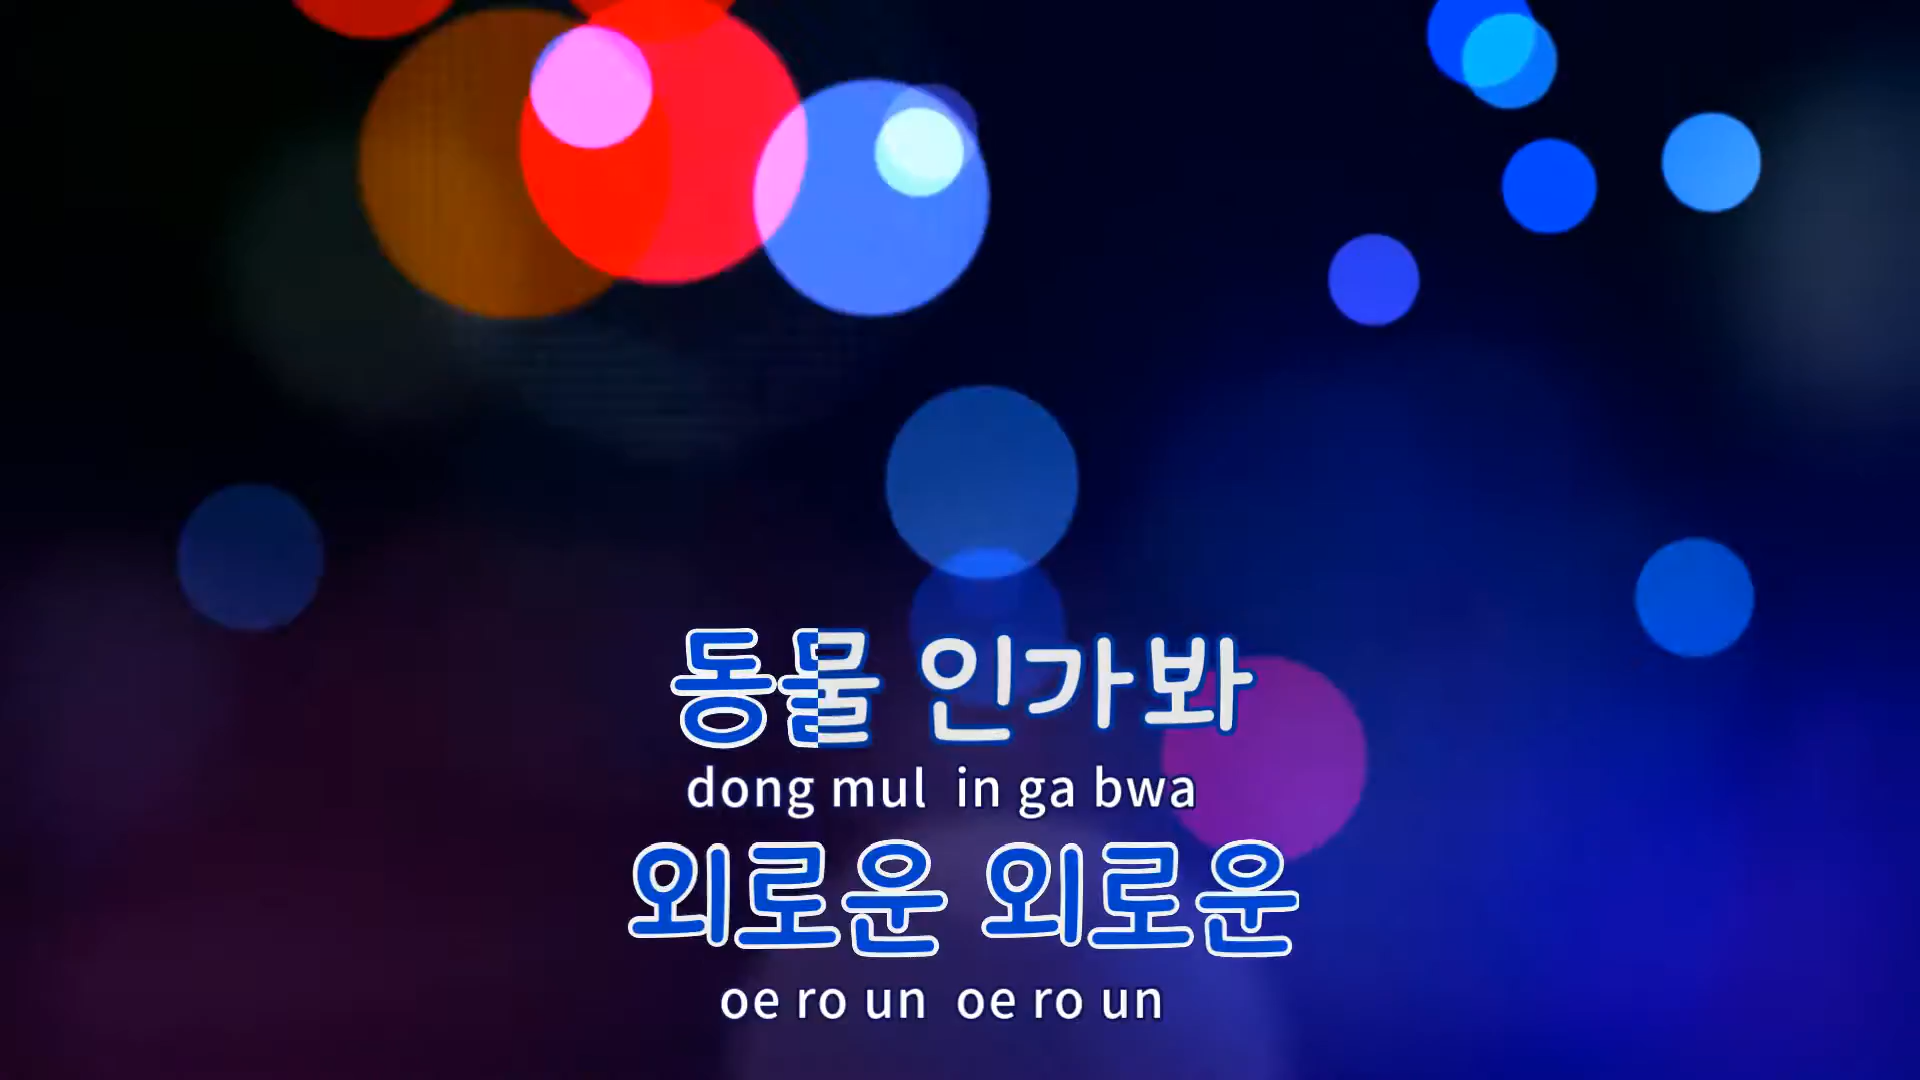 동물 인가봐
dong mul in ga bwa
외로운 외로운
oe ro un oe ro un